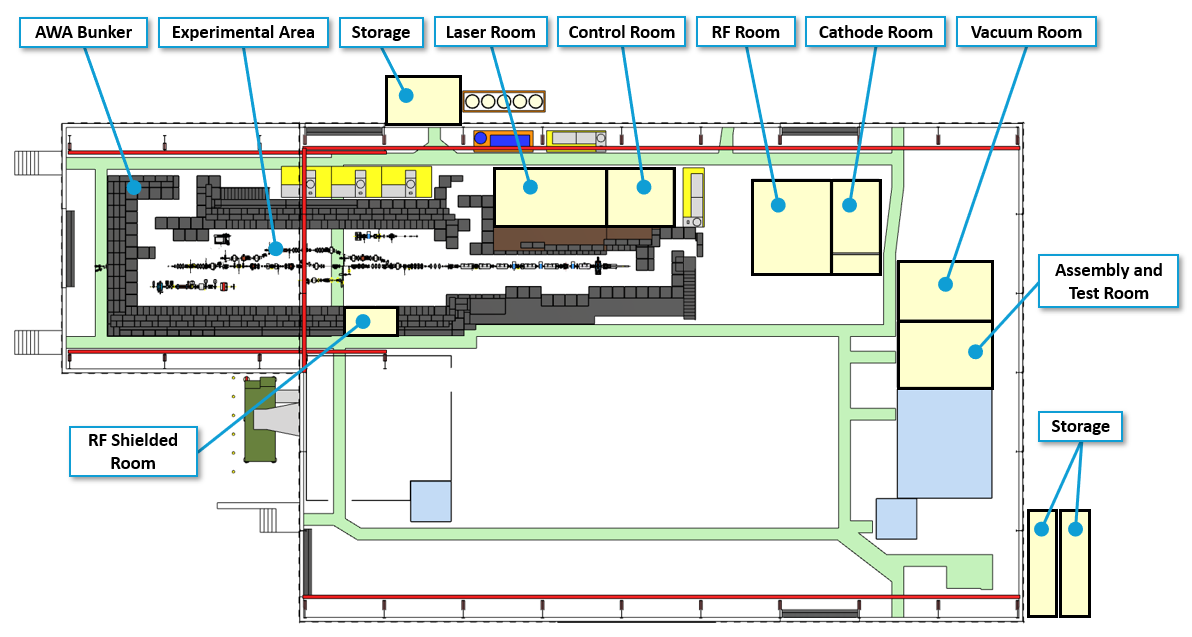 AWA Bunker
Experimental Area
Storage
Laser Room
Control Room
RF Room
Cathode Room
Vacuum Room
Assembly and
Test Room
RF Shielded
Room
Storage